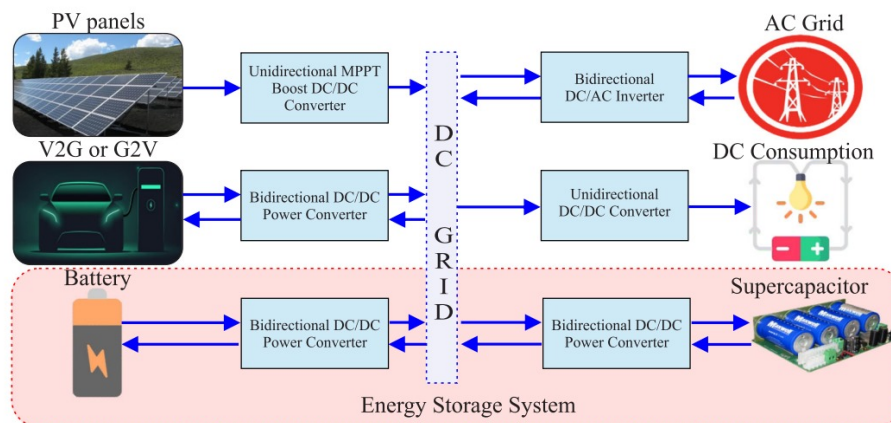 PV panels
AC Grid
Unidirectional MPPT
Boost DC/DC
Converter
Bidirectional
DC/AC Inverter
V2G or G2V
DC Consumption
Bidirectional DC/DC
Power Converter
DC GRID
Unidirectional
DC/DC Converter
Battery
Supercapacitor
Bidirectional DC/DC
Power Converter
Bidirectional DC/DC
Power Converter
Energy Storage System